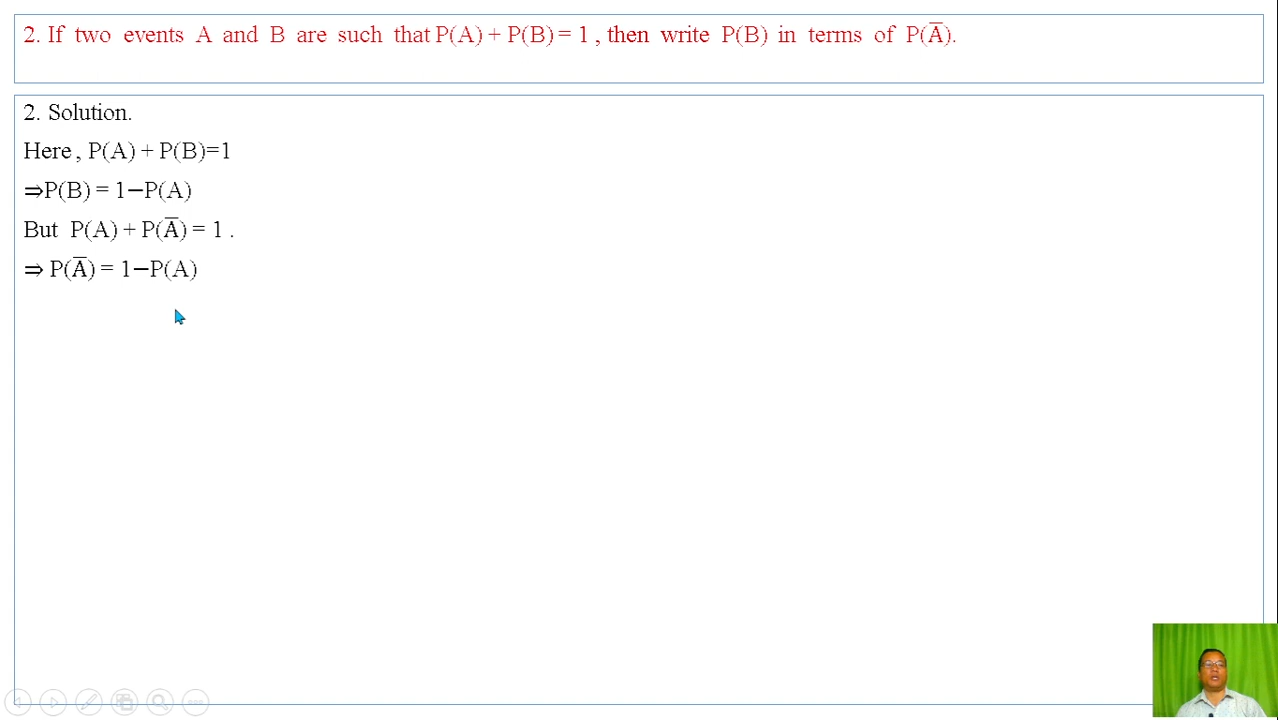 2. If two events A and B are such that P(A) + P(B) = 1 , then write P(B) in terms of P(A̅).
2. Solution.
Here , P(A) + P(B)=1
⇒P(B) = 1−P(A)
But P(A) + P(A̅) = 1 .
⇒ P(A̅) = 1−P(A)